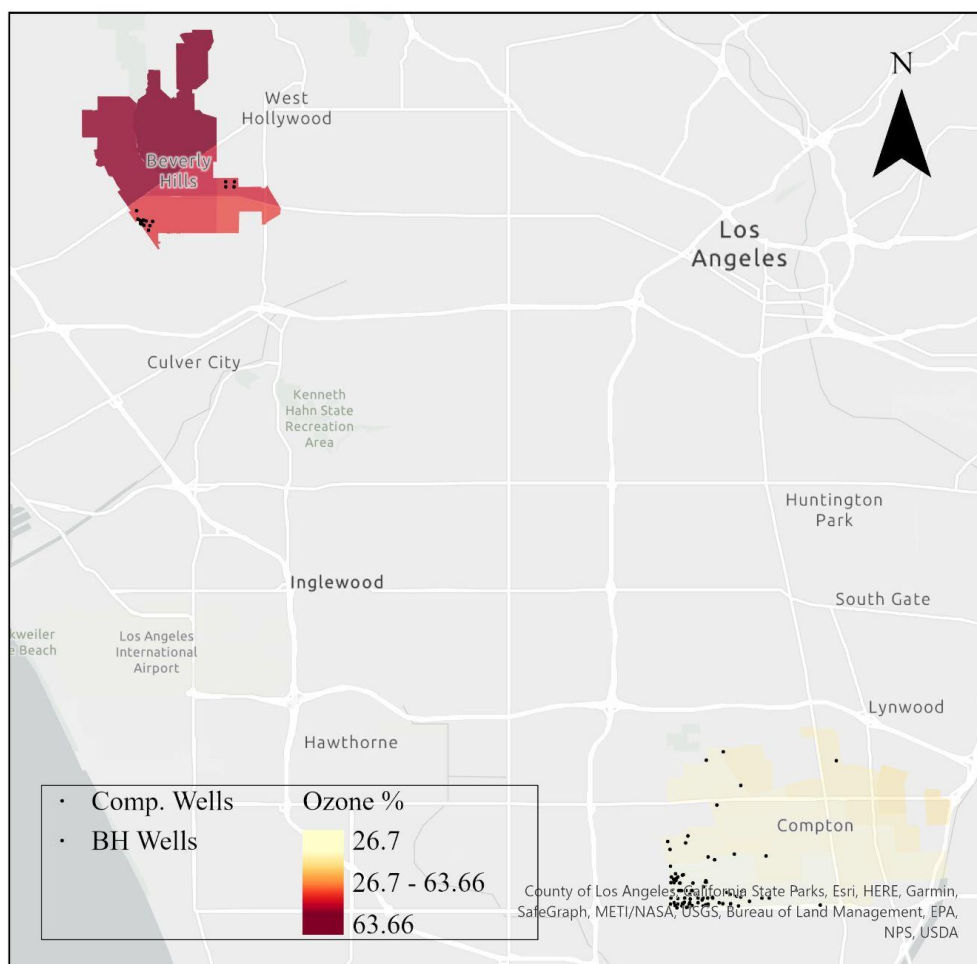 N
West
Hollywood
Beverly
Hills
Los
Angeles
Culver City
Kenneth
Hahn State
Recreation
Area
Huntington
Park
Inglewood
South Gate
kweiler
e Beach
Los Angeles
International
Airport
Lynwood
Hawthorne
Compton
Comp. Wells
BH Wells
Ozone %
26.7
26.7 - 63.66
63.66
County of Los Angeles, California State Parks, Esri, HERE, Garmin,
SafeGraph, METI/NASA, USGS, Bureau of Land Management, EPA,
NPS, USDA